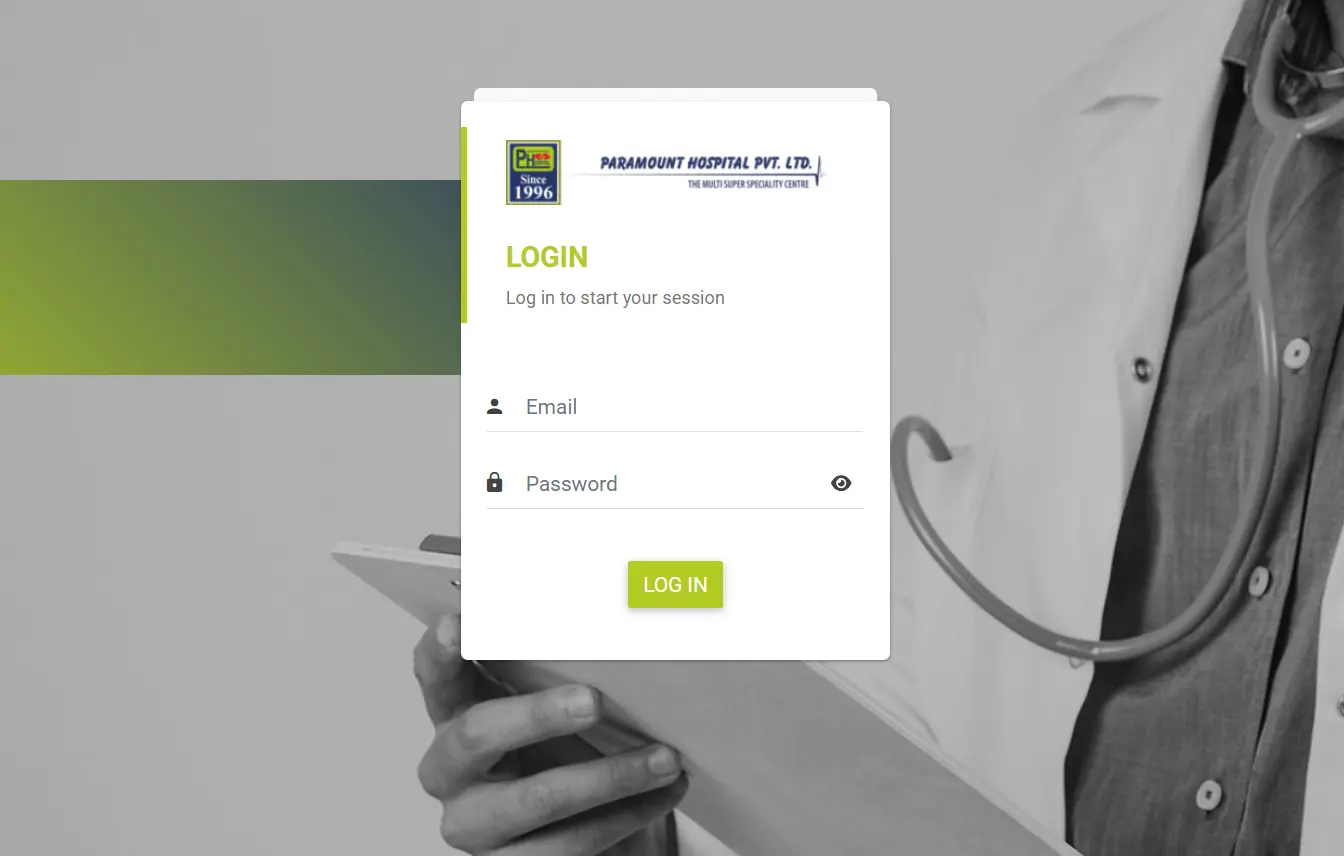 PH
HOSPITAL
Since
1996
PARAMOUNT HOSPITAL PVT. LTD.
THE MULTI SUPER SPECIALITY CENTRE
LOGIN
Log in to start your session
Email
Password
LOG IN